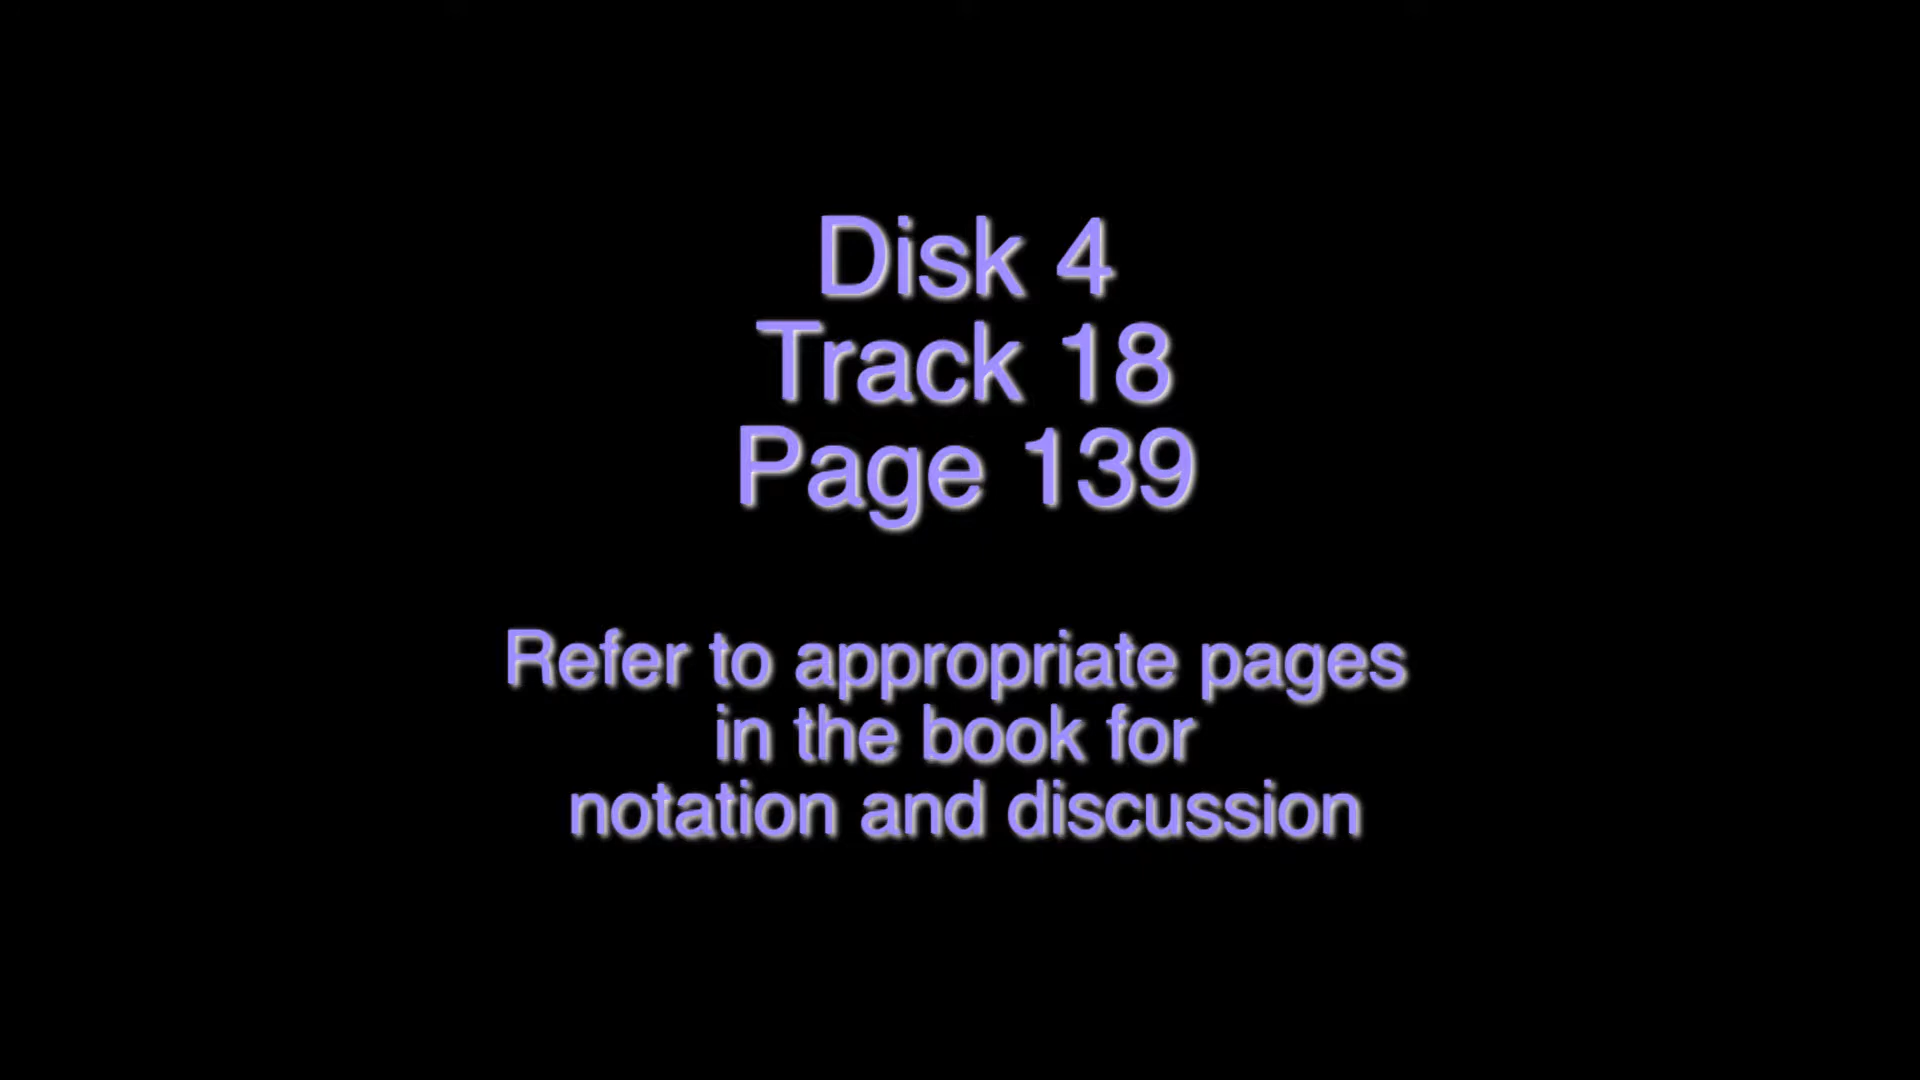 Disk 4
Track 18
Page 139
Refer to appropriate pages
in the book for
notation and discussion